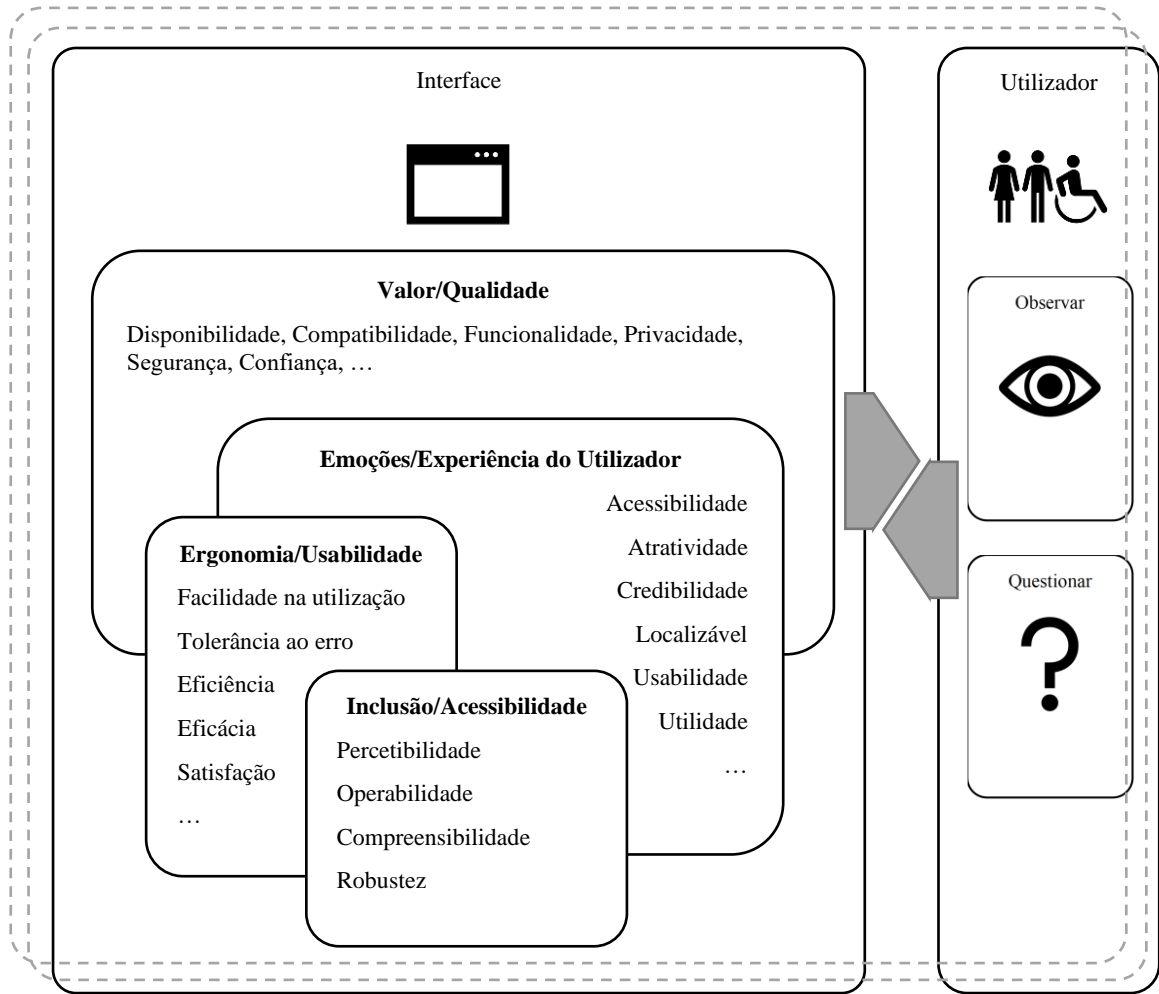 Interface
Valor/Qualidade
Disponibilidade, Compatibilidade, Funcionalidade, Privacidade,
Segurança, Confiança, …
Emoções/Experiência do Utilizador
Acessibilidade
Atratividade
Credibilidade
Localizável
Usabilidade
Utilidade
…
Ergonomia/Usabilidade
Facilidade na utilização
Tolerância ao erro
Eficiência
Eficácia
Satisfação
…
Inclusão/Acessibilidade
Percetibilidade
Operabilidade
Compreensibilidade
Robustez
Utilizador
Observar
Questionar
?